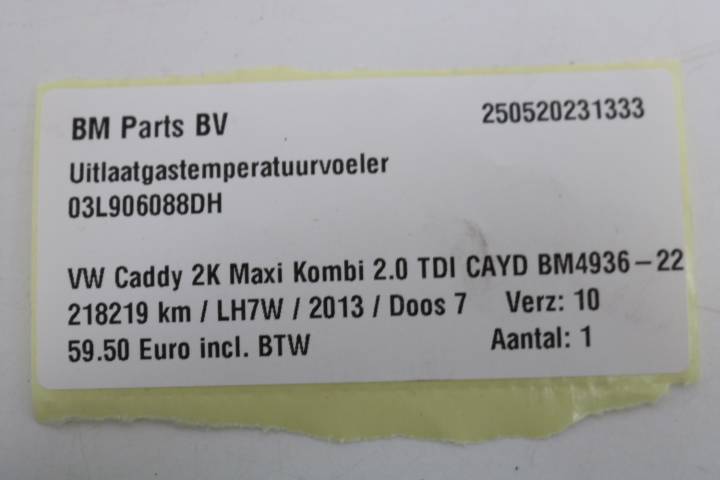 BM Parts BV 250520231333
Uitlaatgastemperatuurvoeler
03L906088DH
VW Caddy 2K Maxi Kombi 2.0 TDI CAYD BM4936-22
218219 km / LH7W / 2013 / Doos 7 Verz: 10
59.50 Euro incl. BTW Aantal: 1